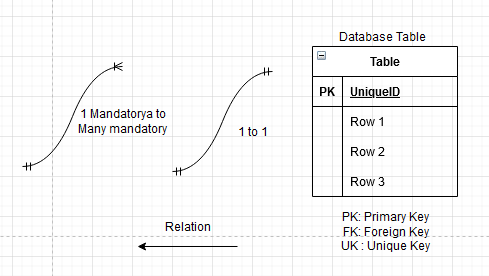 Database Table
Table
PK UniqueID
Row 1
Row 2
Row 3
1 Mandatorya to
Many mandatory
1 to 1
PK: Primary Key
FK: Foreign Key
UK : Unique Key
Relation